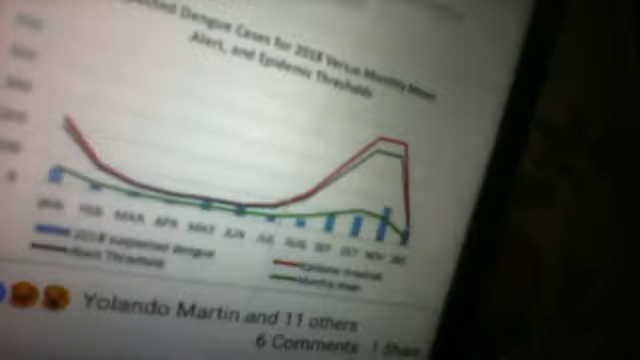 Dengue Cases for 2018 Versus Monthly Mean,
Alert, and Epidemic Thresholds
JAN FEB MAR APR MAY JUN JUL AUG SEP OCT NOV DEC
2018 suspected dengue
Alert Threshold
Epidemic threshold
Monthly mean
Yolando Martin and 11 others
6 Comments 1 Share